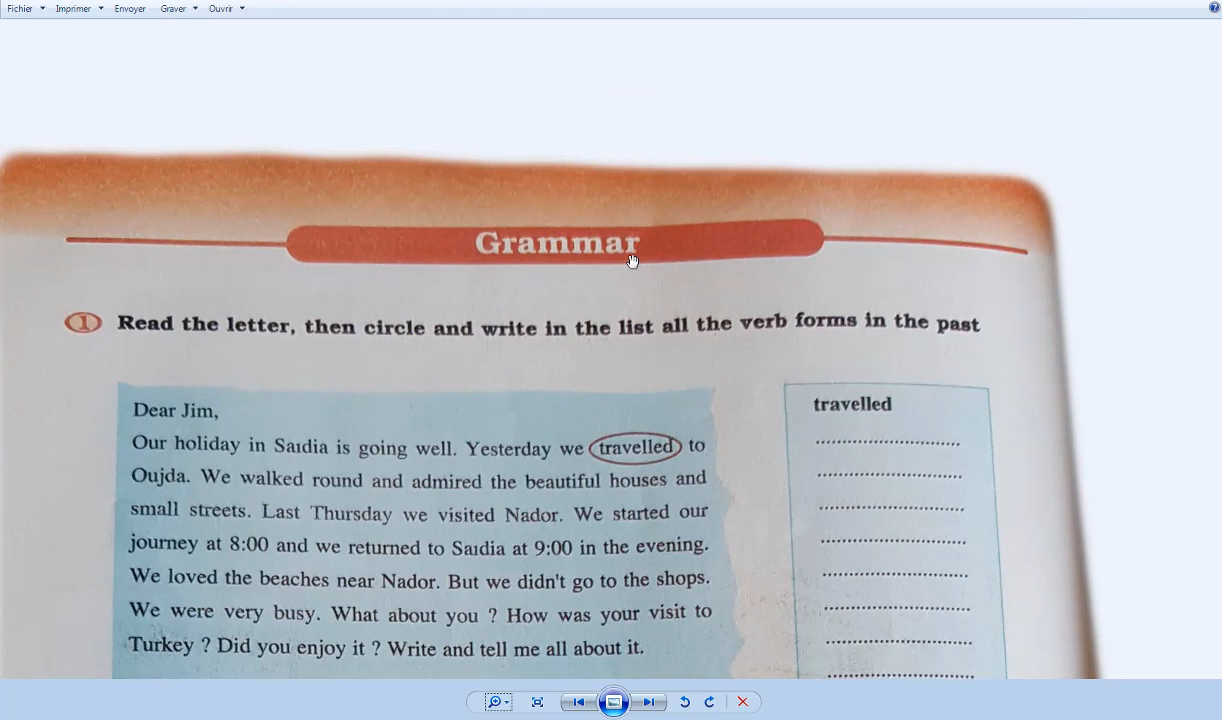 Fichier Imprimer Envoyer Graver Ouvrir
Grammar
1 Read the letter, then circle and write in the list all the verb forms in the past
Dear Jim,
Our holiday in Saıdia is going well. Yesterday we travelled to
Oujda. We walked round and admired the beautiful houses and
small streets. Last Thursday we visited Nador. We started our
journey at 8:00 and we returned to Saıdia at 9:00 in the evening.
We loved the beaches near Nador. But we didn't go to the shops.
We were very busy. What about you ? How was your visit to
Turkey ? Did you enjoy it ? Write and tell me all about it.
travelled